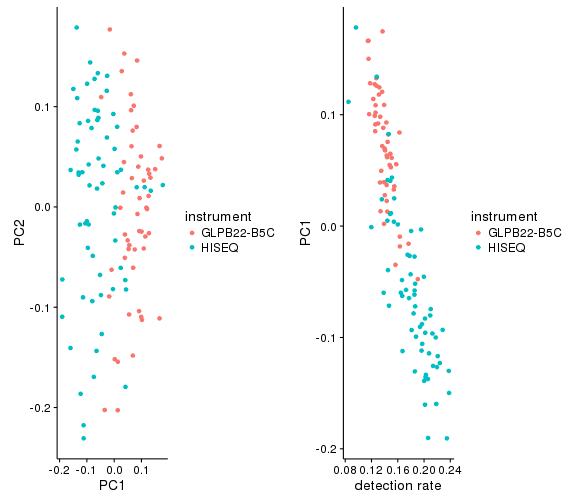 PC2
0.1
0.0
-0.1
-0.2
-0.2 -0.1 0.0 0.1
PC1
instrument
GLPB22-B5C
HISEQ
PC1
0.1
0.0
-0.1
-0.2
0.08 0.12 0.16 0.20 0.24
detection rate
instrument
GLPB22-B5C
HISEQ